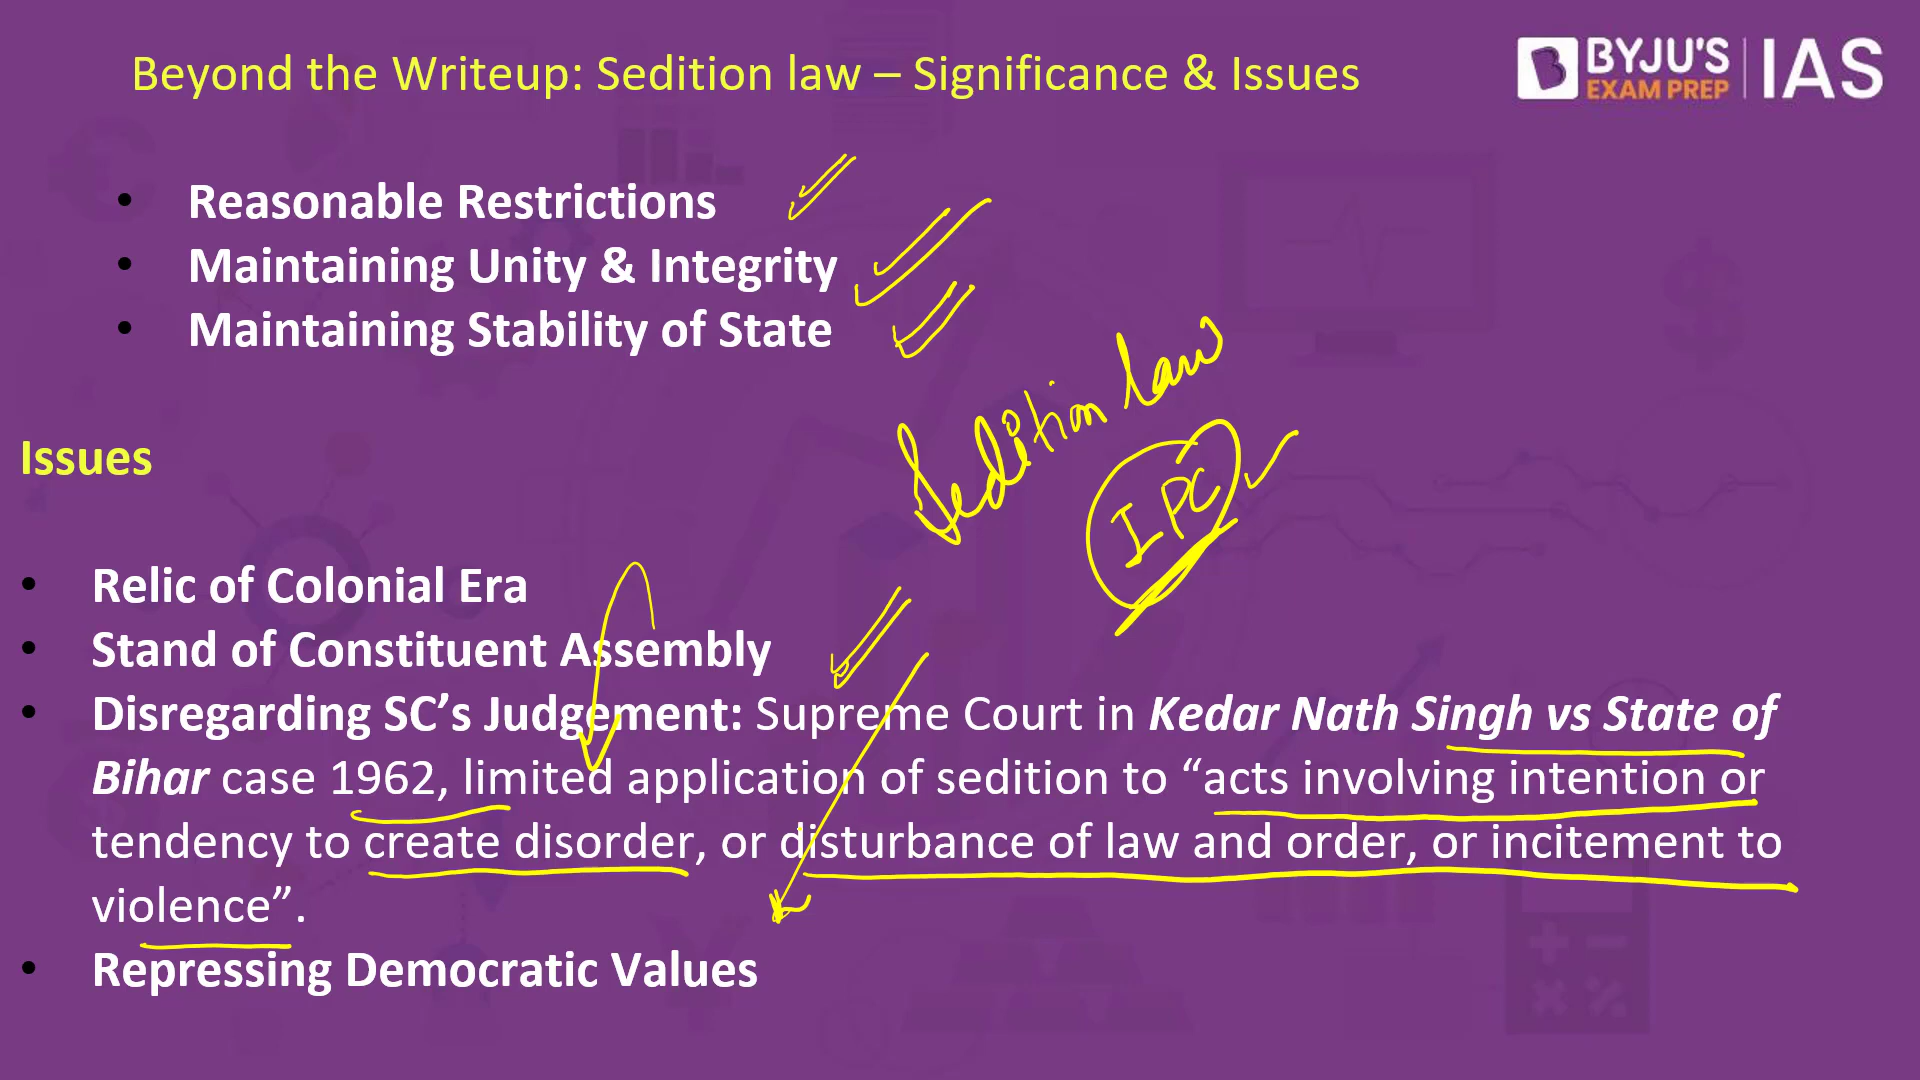 Beyond the Writeup: Sedition law – Significance & Issues
BYJU'S
EXAM PREP
IAS
• Reasonable Restrictions
• Maintaining Unity & Integrity
• Maintaining Stability of State
Sedition law
IPC
Issues
• Relic of Colonial Era
• Stand of Constituent Assembly
• Disregarding SC's Judgement: Supreme Court in Kedar Nath Singh vs State of
Bihar case 1962, limited application of sedition to “acts involving intention or
tendency to create disorder, or disturbance of law and order, or incitement to
violence”.
• Repressing Democratic Values